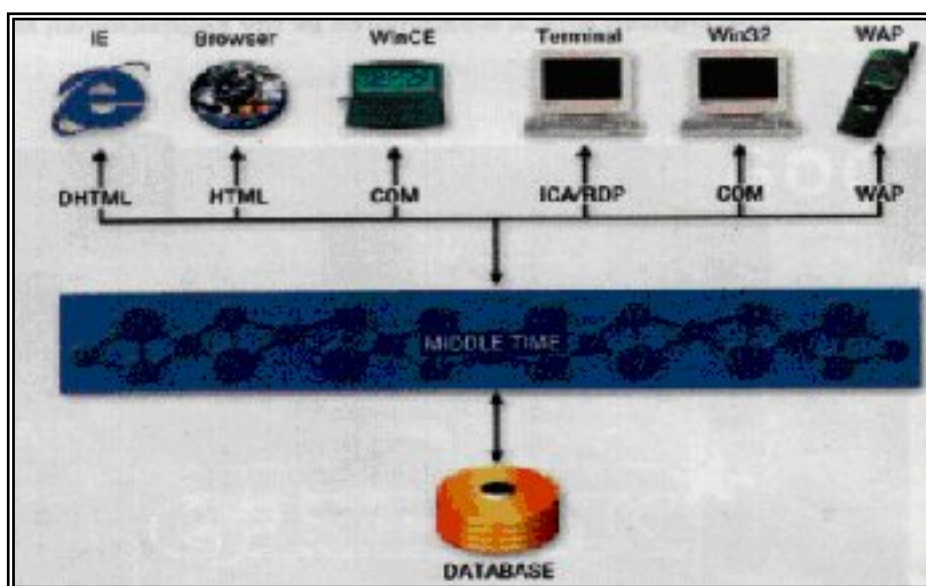 IE Browser WinCE Terminal Win32 WAP
DHTML HTML COM ICA/RDP COM WAP
MIDDLE TIME
DATABASE